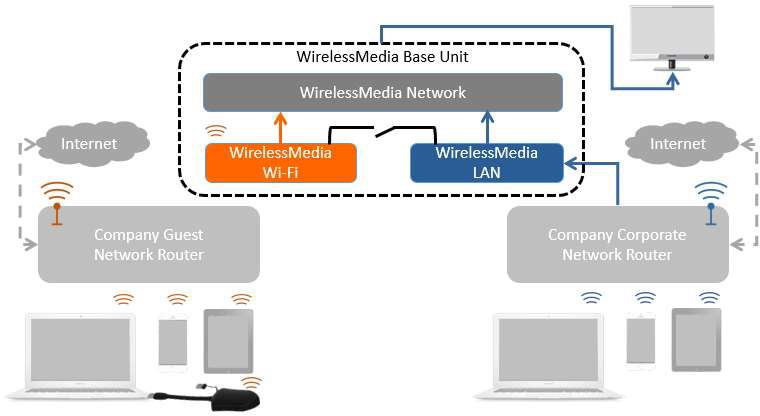 WirelessMedia Base Unit
WirelessMedia Network
Internet
WirelessMedia
Wi-Fi
WirelessMedia
LAN
Internet
Company Guest
Network Router
Company Corporate
Network Router